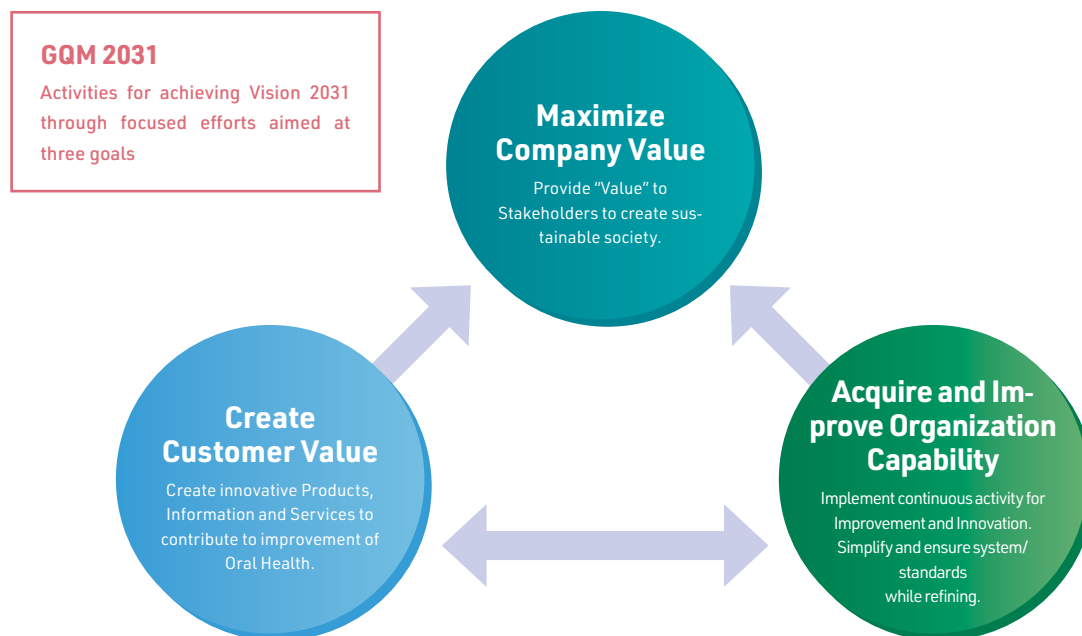 GQM 2031
Activities for achieving Vision 2031
through focused efforts aimed at
three goals
Maximize
Company Value
Provide “Value” to
Stakeholders to create sus-
tainable society.
Create
Customer Value
Create innovative Products,
Information and Services to
contribute to improvement of
Oral Health.
Acquire and Im-
prove Organization
Capability
Implement continuous activity for
Improvement and Innovation.
Simplify and ensure system/
standards
while refining.